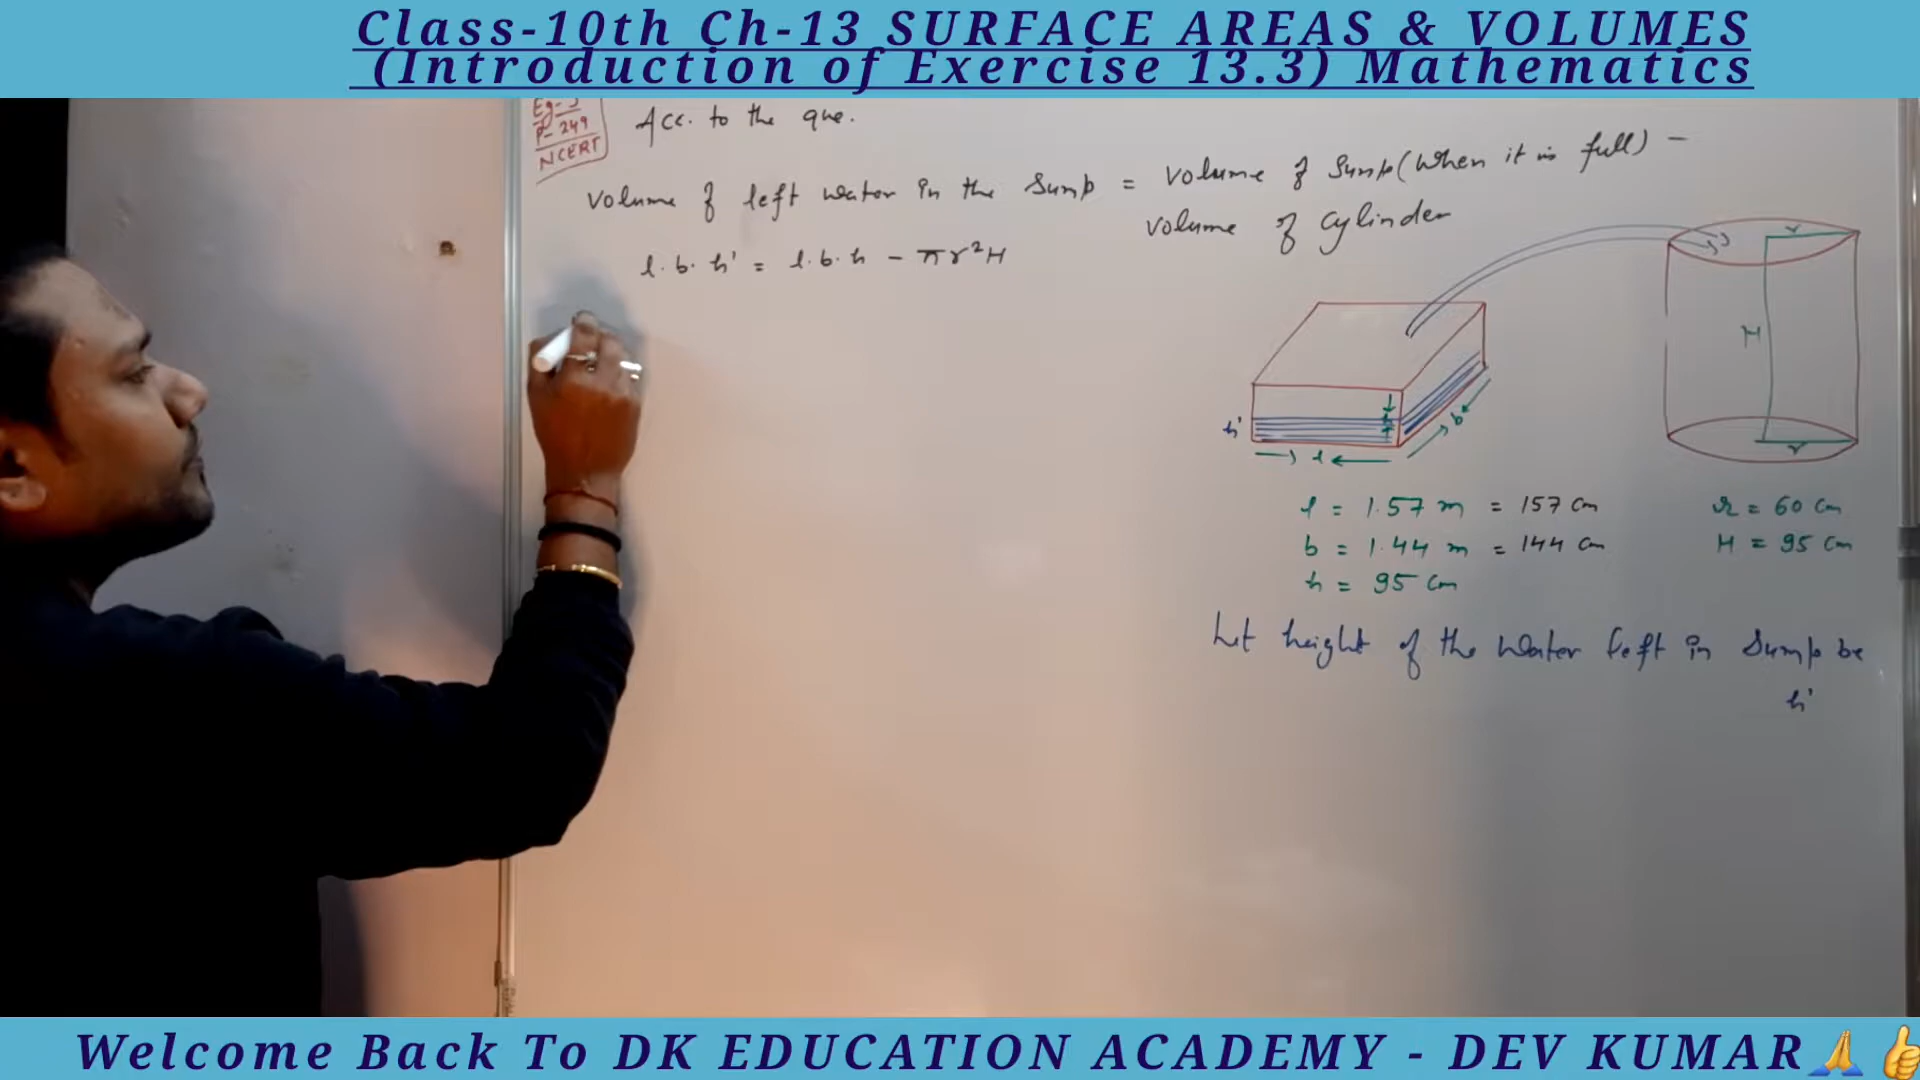 Class-10th Ch-13 SURFACE AREAS & VOLUMES
(Introduction of Exercise 13.3) Mathematics
Eg-3
P-249
NCERT
Acc. to the que.
Volume of left water in the Sump = Volume of Sump (When it is full) -
Volume of cylinder
l.b.h' = l.b.h - πr²H
r
H
r
h'
h
b
l
l = 1.57 m = 157 cm
b = 1.44 m = 144 cm
h = 95 cm
r = 60 cm
H = 95 cm
Let height of the water left in Sump be
h'
Welcome Back To DK EDUCATION ACADEMY - DEV KUMAR🙏👍